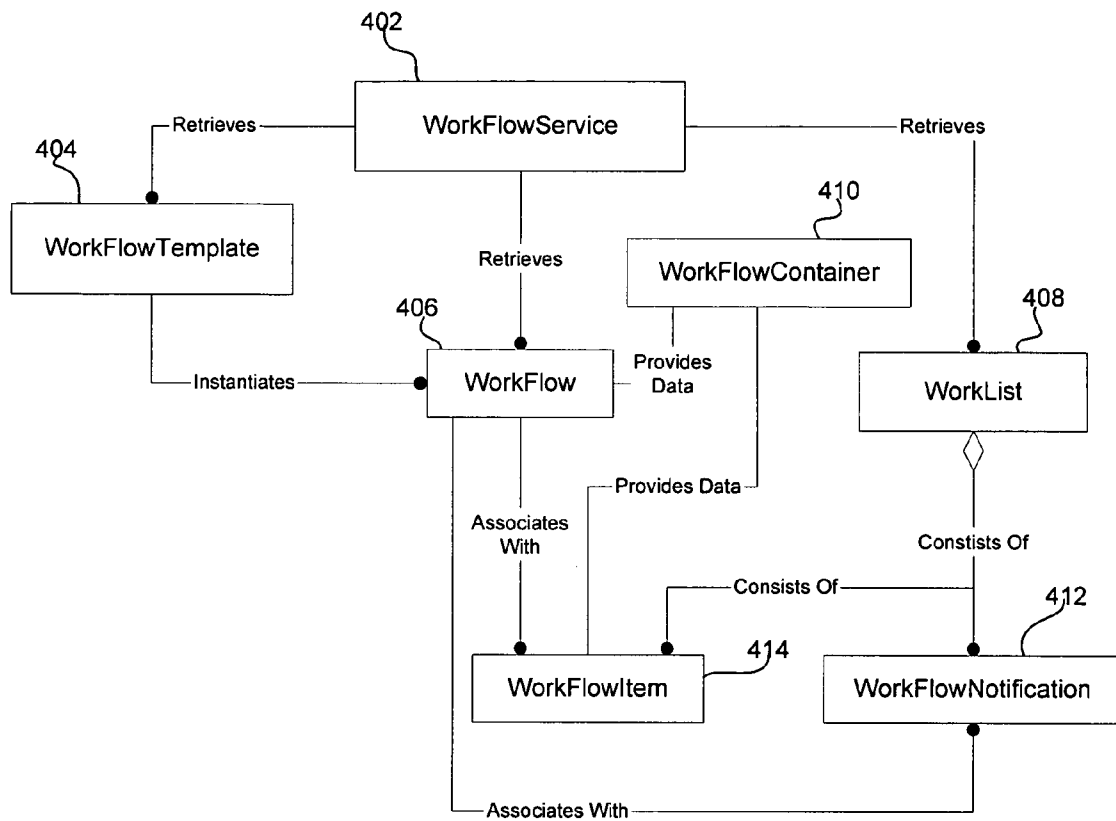 402
WorkFlowService
Retrieves
Retrieves
404
WorkFlowTemplate
410
WorkFlowContainer
Retrieves
406
408
WorkFlow
Provides
Data
WorkList
Instantiates
Provides Data
Associates
With
Constists Of
Consists Of
412
414
WorkFlowItem
WorkFlowNotification
Associates With